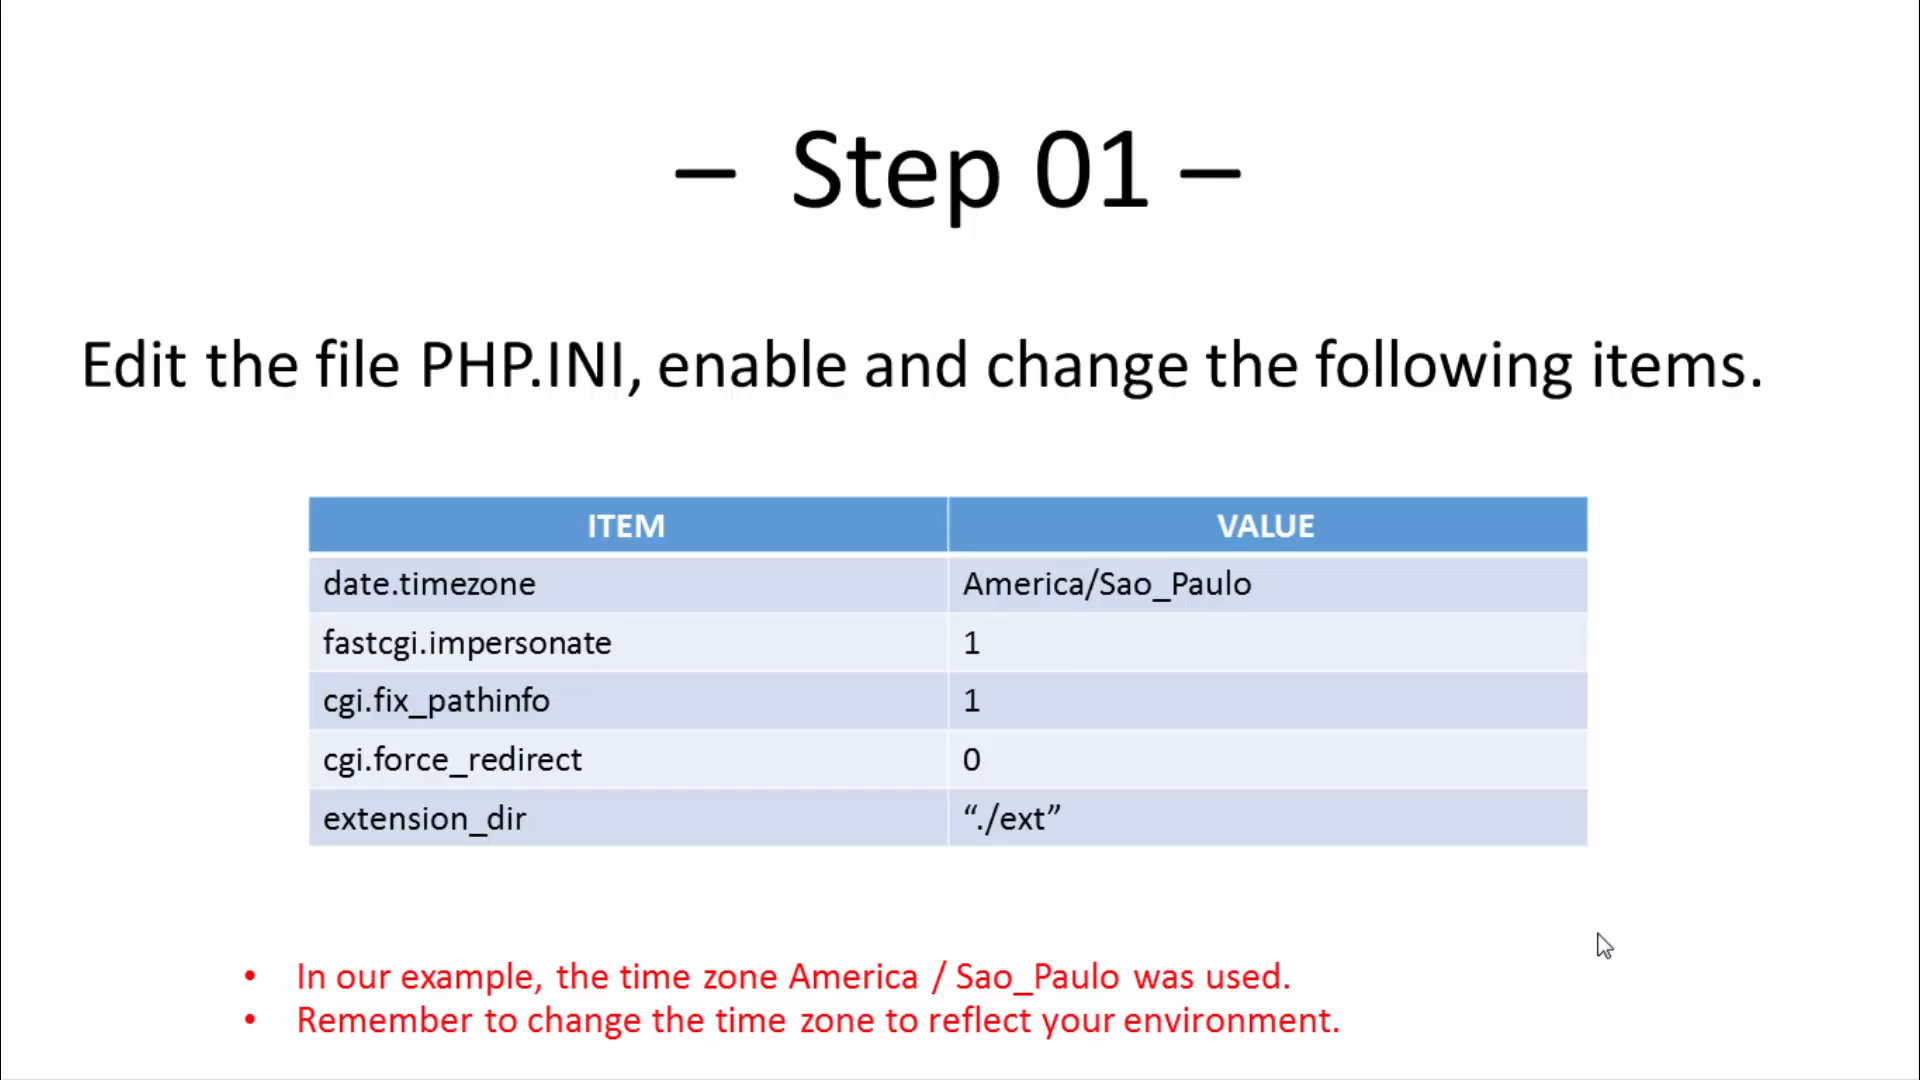 – Step 01 –
Edit the file PHP.INI, enable and change the following items.
ITEM VALUE
date.timezone America/Sao_Paulo
fastcgi.impersonate 1
cgi.fix_pathinfo 1
cgi.force_redirect 0
extension_dir “./ext”
• In our example, the time zone America / Sao_Paulo was used.
• Remember to change the time zone to reflect your environment.